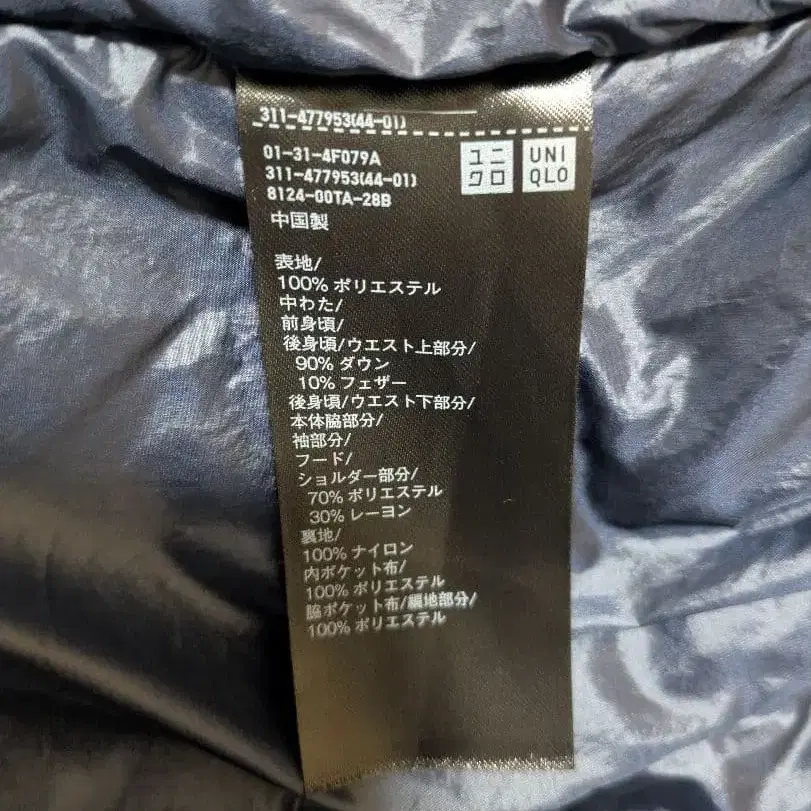 311-477953(44-01)
01-31-4F079A
311-477953(44-01)
8124-00TA-28B
中国製
ユニ
クロ
UNI
QLO
表地/
100% ポリエステル
中わた/
前身頃/
後身頃/ウエスト上部分/
90% ダウン
10% フェザー
後身頃/ウエスト下部分/
本体脇部分/
袖部分/
フード/
ショルダー部分/
70% ポリエステル
30% レーヨン
裏地/
100% ナイロン
内ポケット布/
100% ポリエステル
脇ポケット布/編地部分/
100% ポリエステル